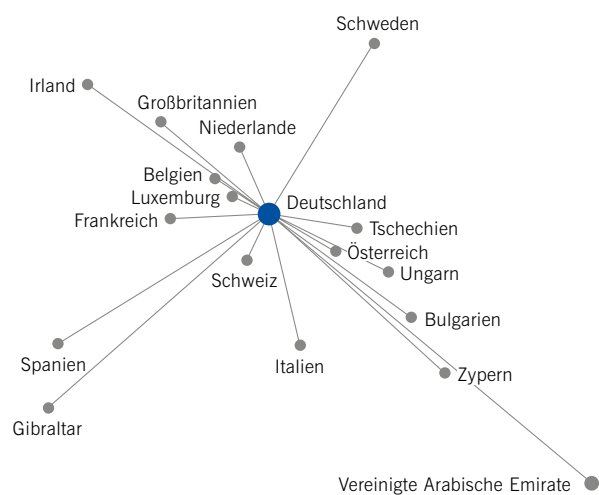 Schweden
Irland
Großbritannien
Niederlande
Belgien
Luxemburg
Deutschland
Frankreich
Tschechien
Österreich
Schweiz
Ungarn
Bulgarien
Spanien
Italien
Zypern
Gibraltar
Vereinigte Arabische Emirate